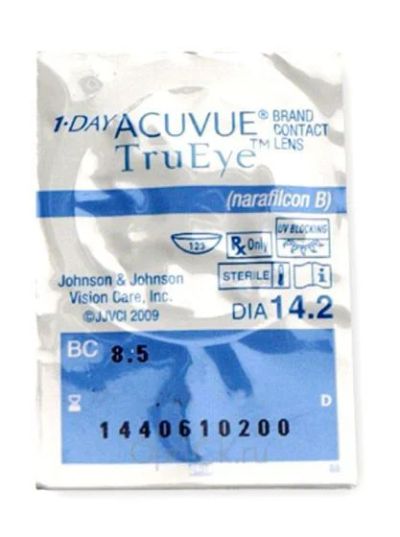 1·DAY ACUVUE® BRAND CONTACT LENS
TruEye™
(narafilcon B)
123
Rx Only
UV BLOCKING
STERILE
i
Johnson & Johnson
Vision Care, Inc.
©JJVCI 2009
DIA 14.2
BC 8.5
D
1440610200